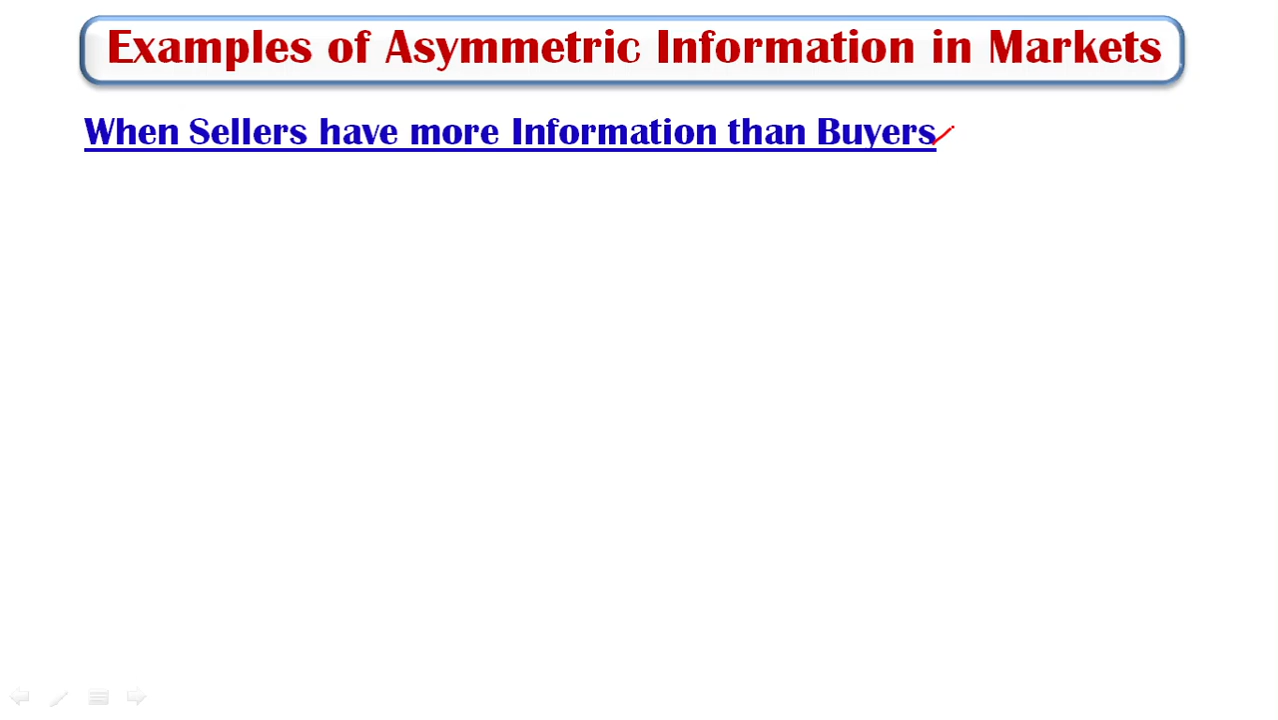 Examples of Asymmetric Information in Markets
When Sellers have more Information than Buyers